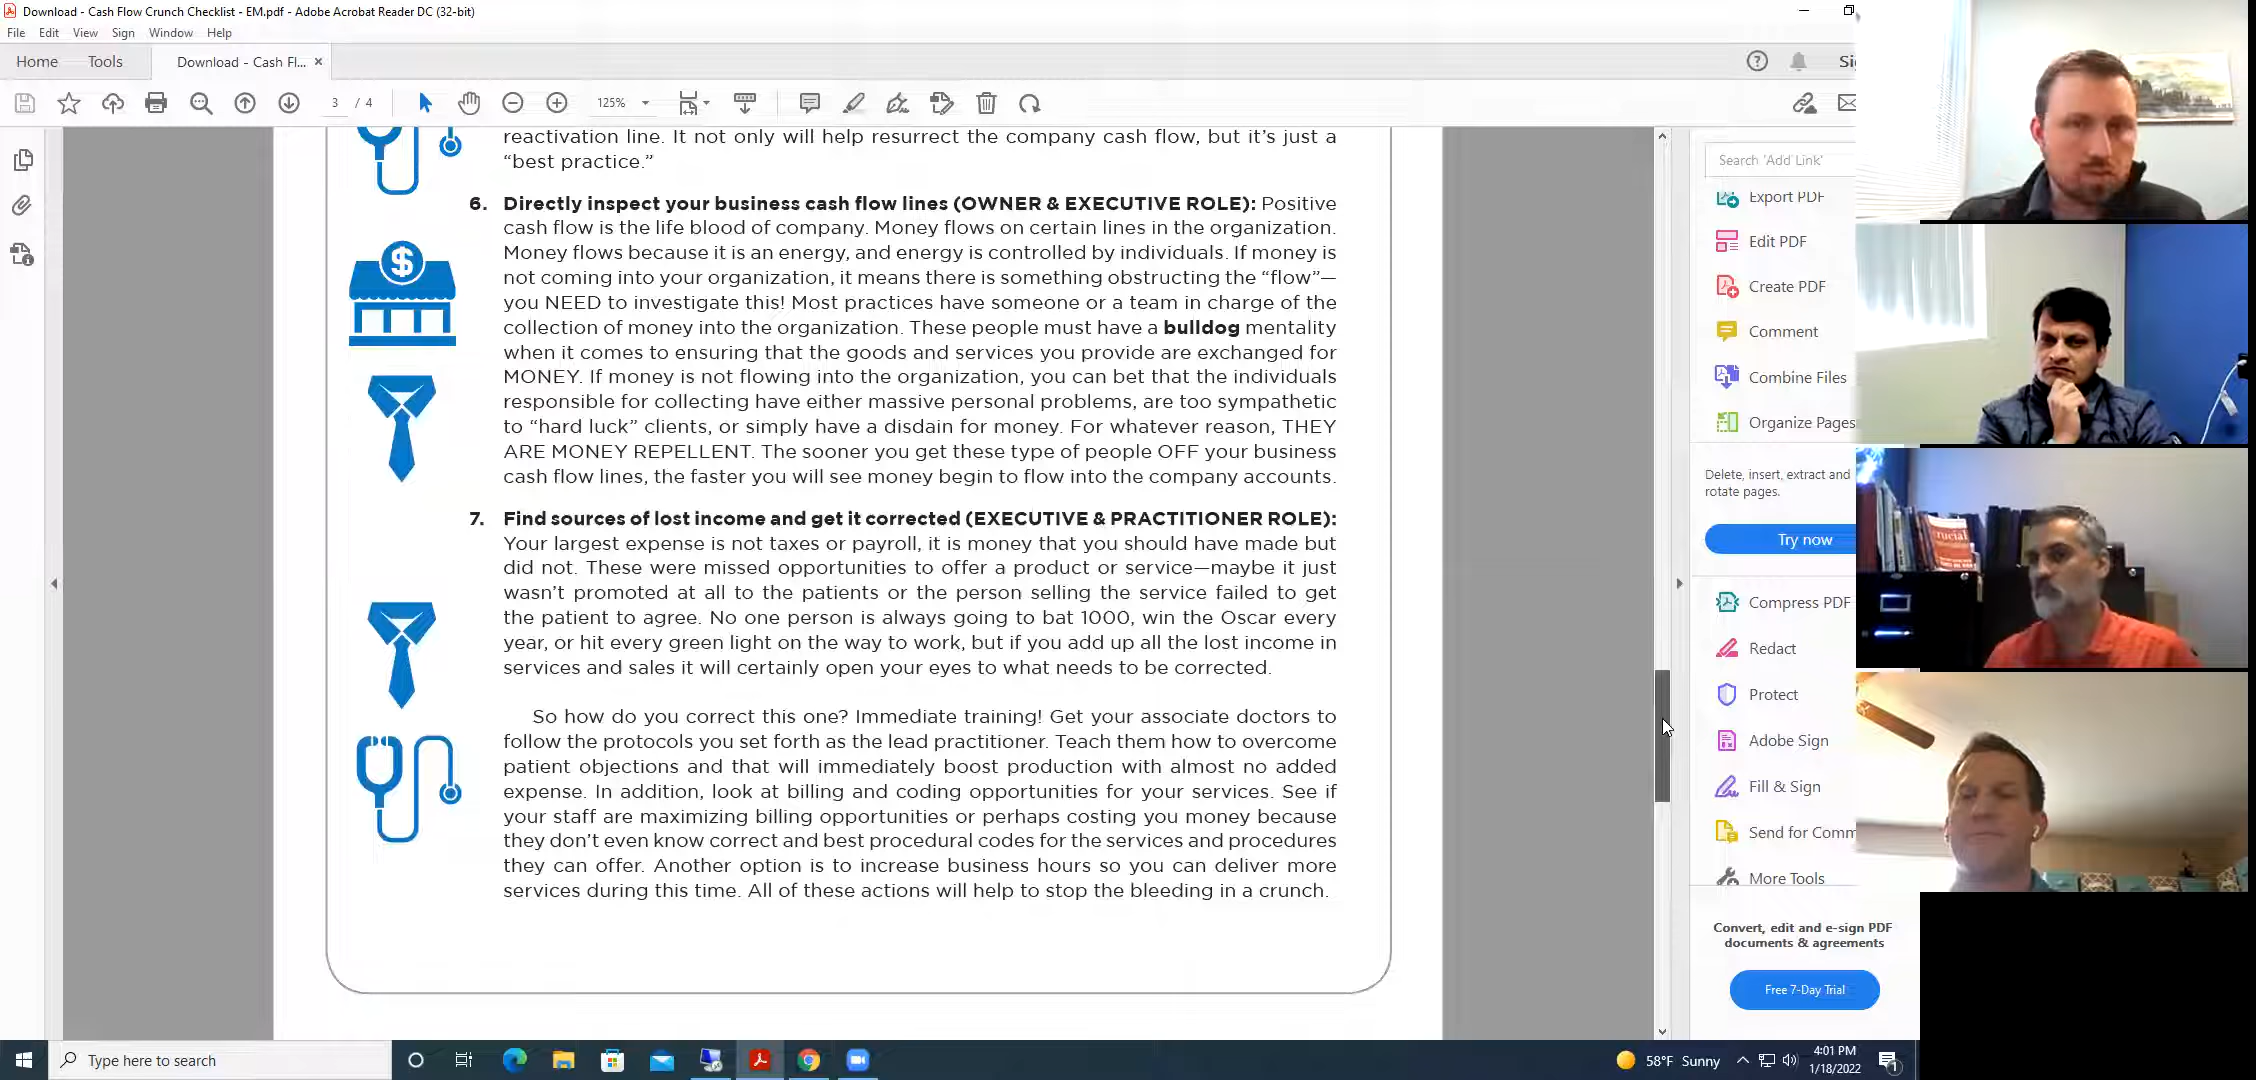 Download - Cash Flow Crunch Checklist - EM.pdf - Adobe Acrobat Reader DC (32-bit)
File Edit View Sign Window Help
Home Tools Download - Cash Fl... ×
3 / 4 125%
reactivation line. It not only will help resurrect the company cash flow, but it's just a
“best practice.”
6. Directly inspect your business cash flow lines (OWNER & EXECUTIVE ROLE): Positive
cash flow is the life blood of company. Money flows on certain lines in the organization.
Money flows because it is an energy, and energy is controlled by individuals. If money is
not coming into your organization, it means there is something obstructing the “flow”—
you NEED to investigate this! Most practices have someone or a team in charge of the
collection of money into the organization. These people must have a bulldog mentality
when it comes to ensuring that the goods and services you provide are exchanged for
MONEY. If money is not flowing into the organization, you can bet that the individuals
responsible for collecting have either massive personal problems, are too sympathetic
to “hard luck” clients, or simply have a disdain for money. For whatever reason, THEY
ARE MONEY REPELLENT. The sooner you get these type of people OFF your business
cash flow lines, the faster you will see money begin to flow into the company accounts.
$
7. Find sources of lost income and get it corrected (EXECUTIVE & PRACTITIONER ROLE):
Your largest expense is not taxes or payroll, it is money that you should have made but
did not. These were missed opportunities to offer a product or service—maybe it just
wasn't promoted at all to the patients or the person selling the service failed to get
the patient to agree. No one person is always going to bat 1000, win the Oscar every
year, or hit every green light on the way to work, but if you add up all the lost income in
services and sales it will certainly open your eyes to what needs to be corrected.
So how do you correct this one? Immediate training! Get your associate doctors to
follow the protocols you set forth as the lead practitioner. Teach them how to overcome
patient objections and that will immediately boost production with almost no added
expense. In addition, look at billing and coding opportunities for your services. See if
your staff are maximizing billing opportunities or perhaps costing you money because
they don't even know correct and best procedural codes for the services and procedures
they can offer. Another option is to increase business hours so you can deliver more
services during this time. All of these actions will help to stop the bleeding in a crunch.
Si
Search 'Add Link'
Export PDF
Edit PDF
Create PDF
Comment
Combine Files
Organize Pages
Delete, insert, extract and
rotate pages.
Try now
Compress PDF
Redact
Protect
Adobe Sign
Fill & Sign
Send for Comm
More Tools
Convert, edit and e-sign PDF
documents & agreements
Free 7-Day Trial
Type here to search
58°F Sunny
4:01 PM
1/18/2022
1